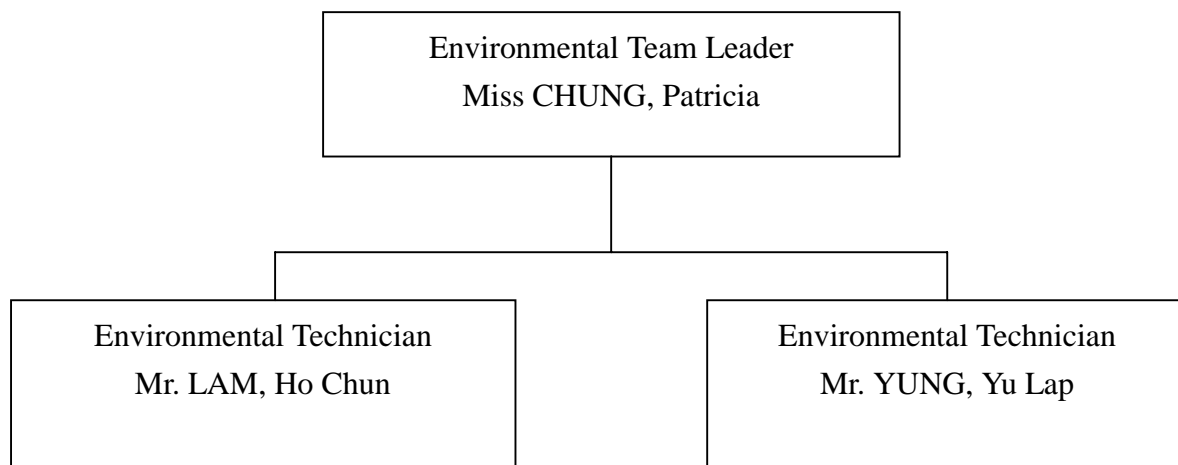 Environmental Team Leader
Miss CHUNG, Patricia
Environmental Technician
Mr. LAM, Ho Chun
Environmental Technician
Mr. YUNG, Yu Lap